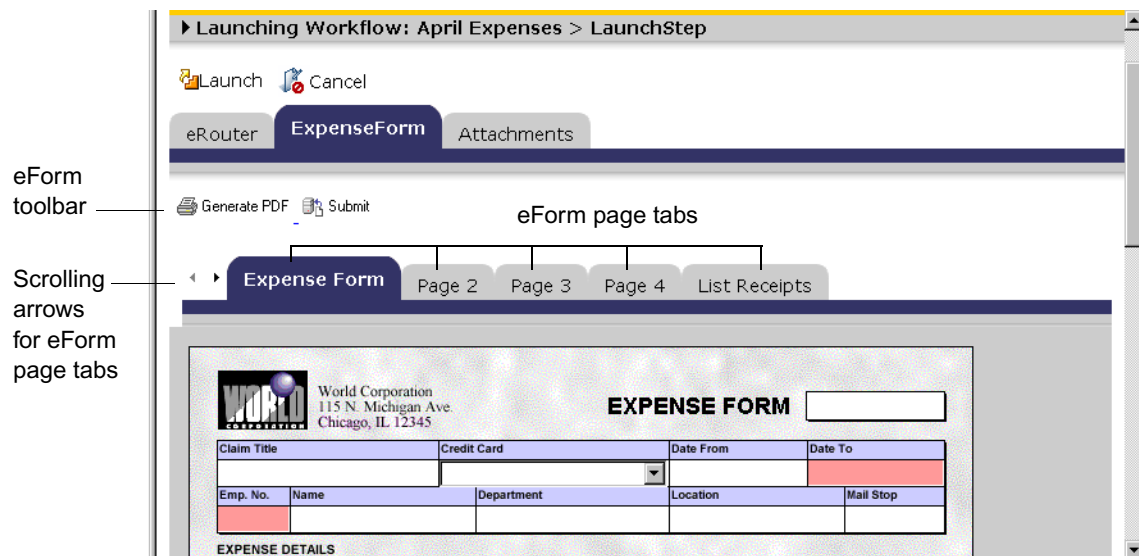 ▶ Launching Workflow: April Expenses > LaunchStep
Launch Cancel
eRouter ExpenseForm Attachments
eForm
toolbar
Generate PDF Submit
eForm page tabs
Scrolling
arrows
for eForm
page tabs
Expense Form Page 2 Page 3 Page 4 List Receipts
WORLD
CORPORATION
World Corporation
115 N. Michigan Ave.
Chicago, IL 12345
EXPENSE FORM
Claim Title Credit Card Date From Date To
Emp. No. Name Department Location Mail Stop
EXPENSE DETAILS